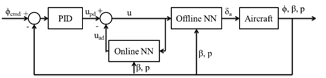 ϕcmd + - PID upd + - u Offline NN δa Aircraft ϕ, β, p
uad Online NN
β, p β, p